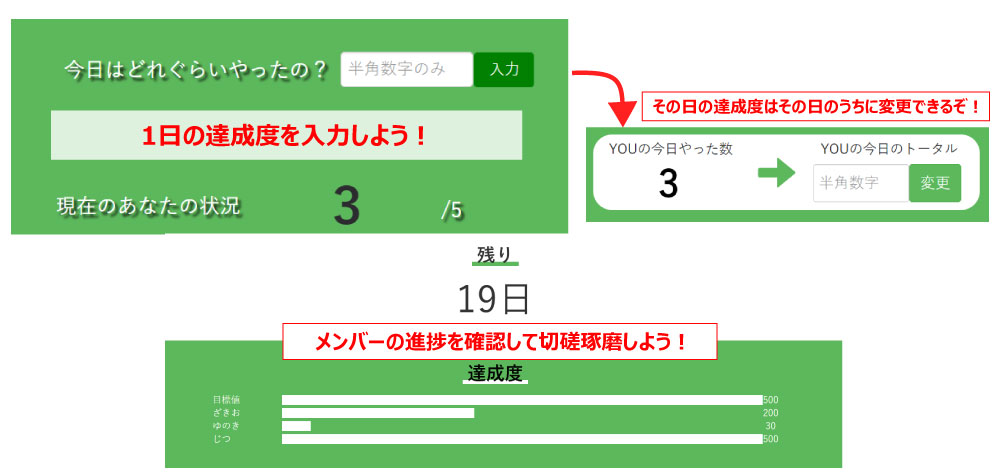 今日はどれぐらいやったの？ 半角数字のみ 入力
1日の達成度を入力しよう！
現在のあなたの状況 3 /5
その日の達成度はその日のうちに変更できるぞ！
YOUの今日やった数 YOUの今日のトータル
3 半角数字 変更
残り
19日
メンバーの進捗を確認して切磋琢磨しよう！
達成度
目標値 500
ざきお 200
ゆのき 30
じつ 500